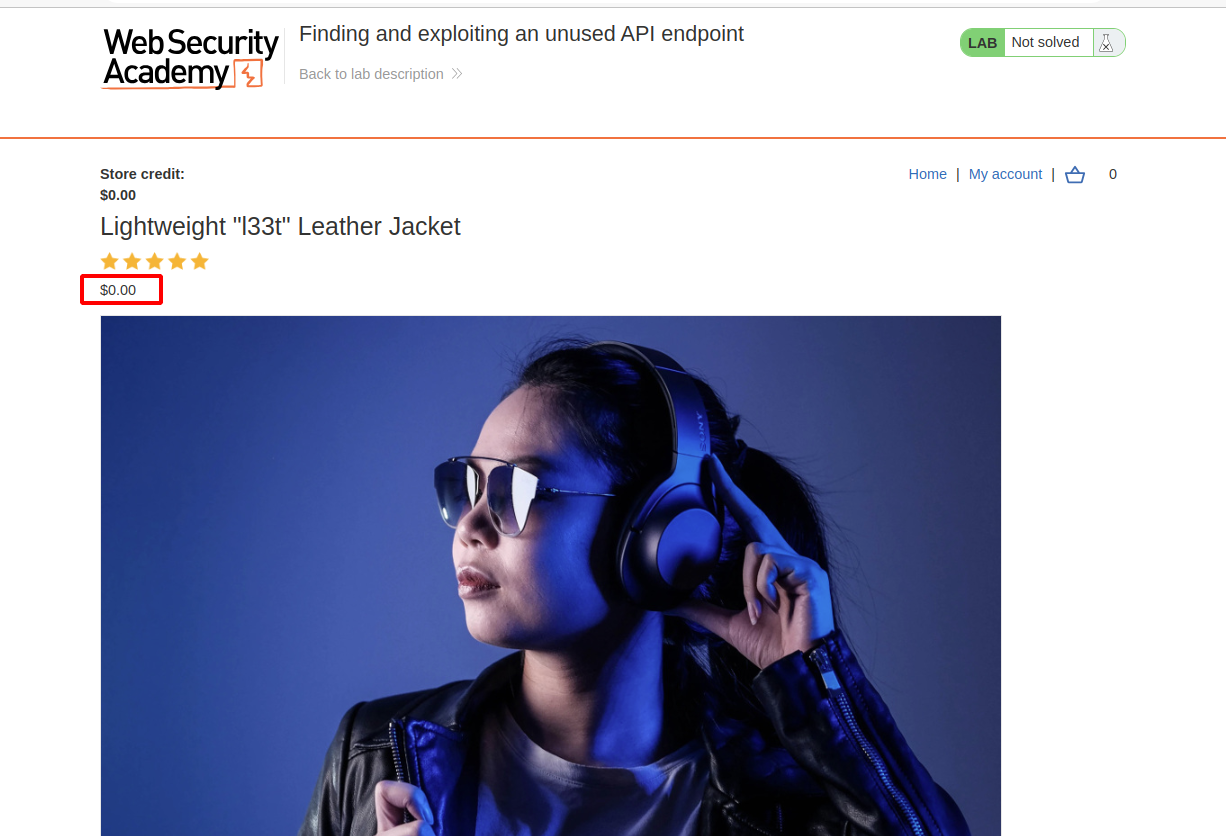 Web Security
Academy
Finding and exploiting an unused API endpoint
Back to lab description
LAB Not solved
Store credit:
$0.00
Home | My account | 0
Lightweight "l33t" Leather Jacket
$0.00
SONY